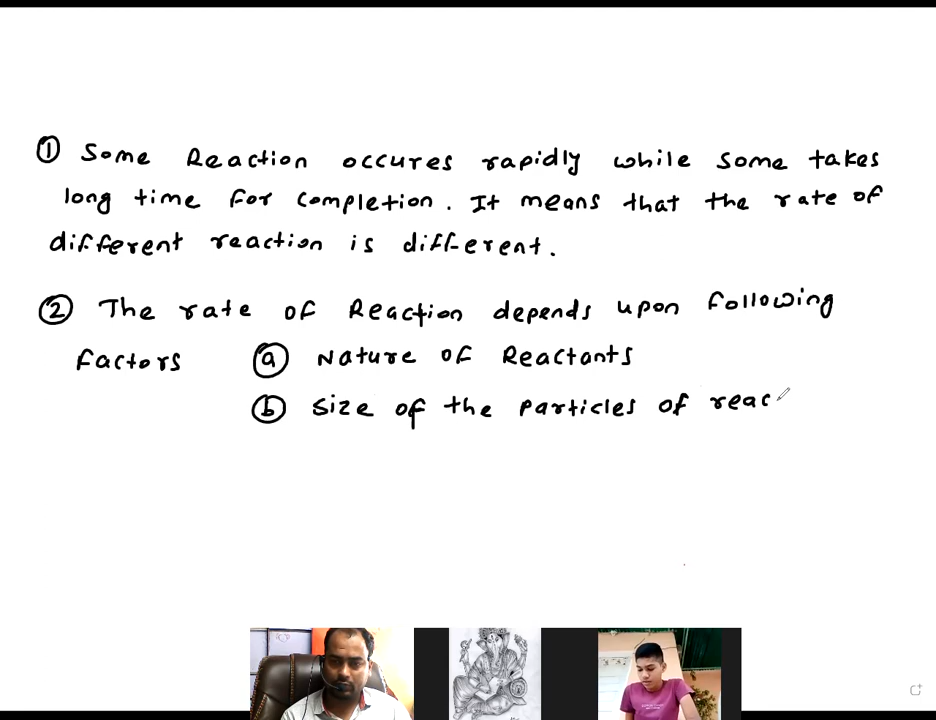 ① Some Reaction occures rapidly while some takes
long time for completion. It means that the rate of
different reaction is different.
② The rate of Reaction depends upon following
factors ⓐ Nature of Reactants
ⓑ Size of the particles of reac